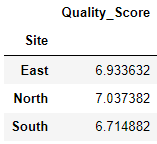 Quality_Score
Site
East 6.933632
North 7.037382
South 6.714882